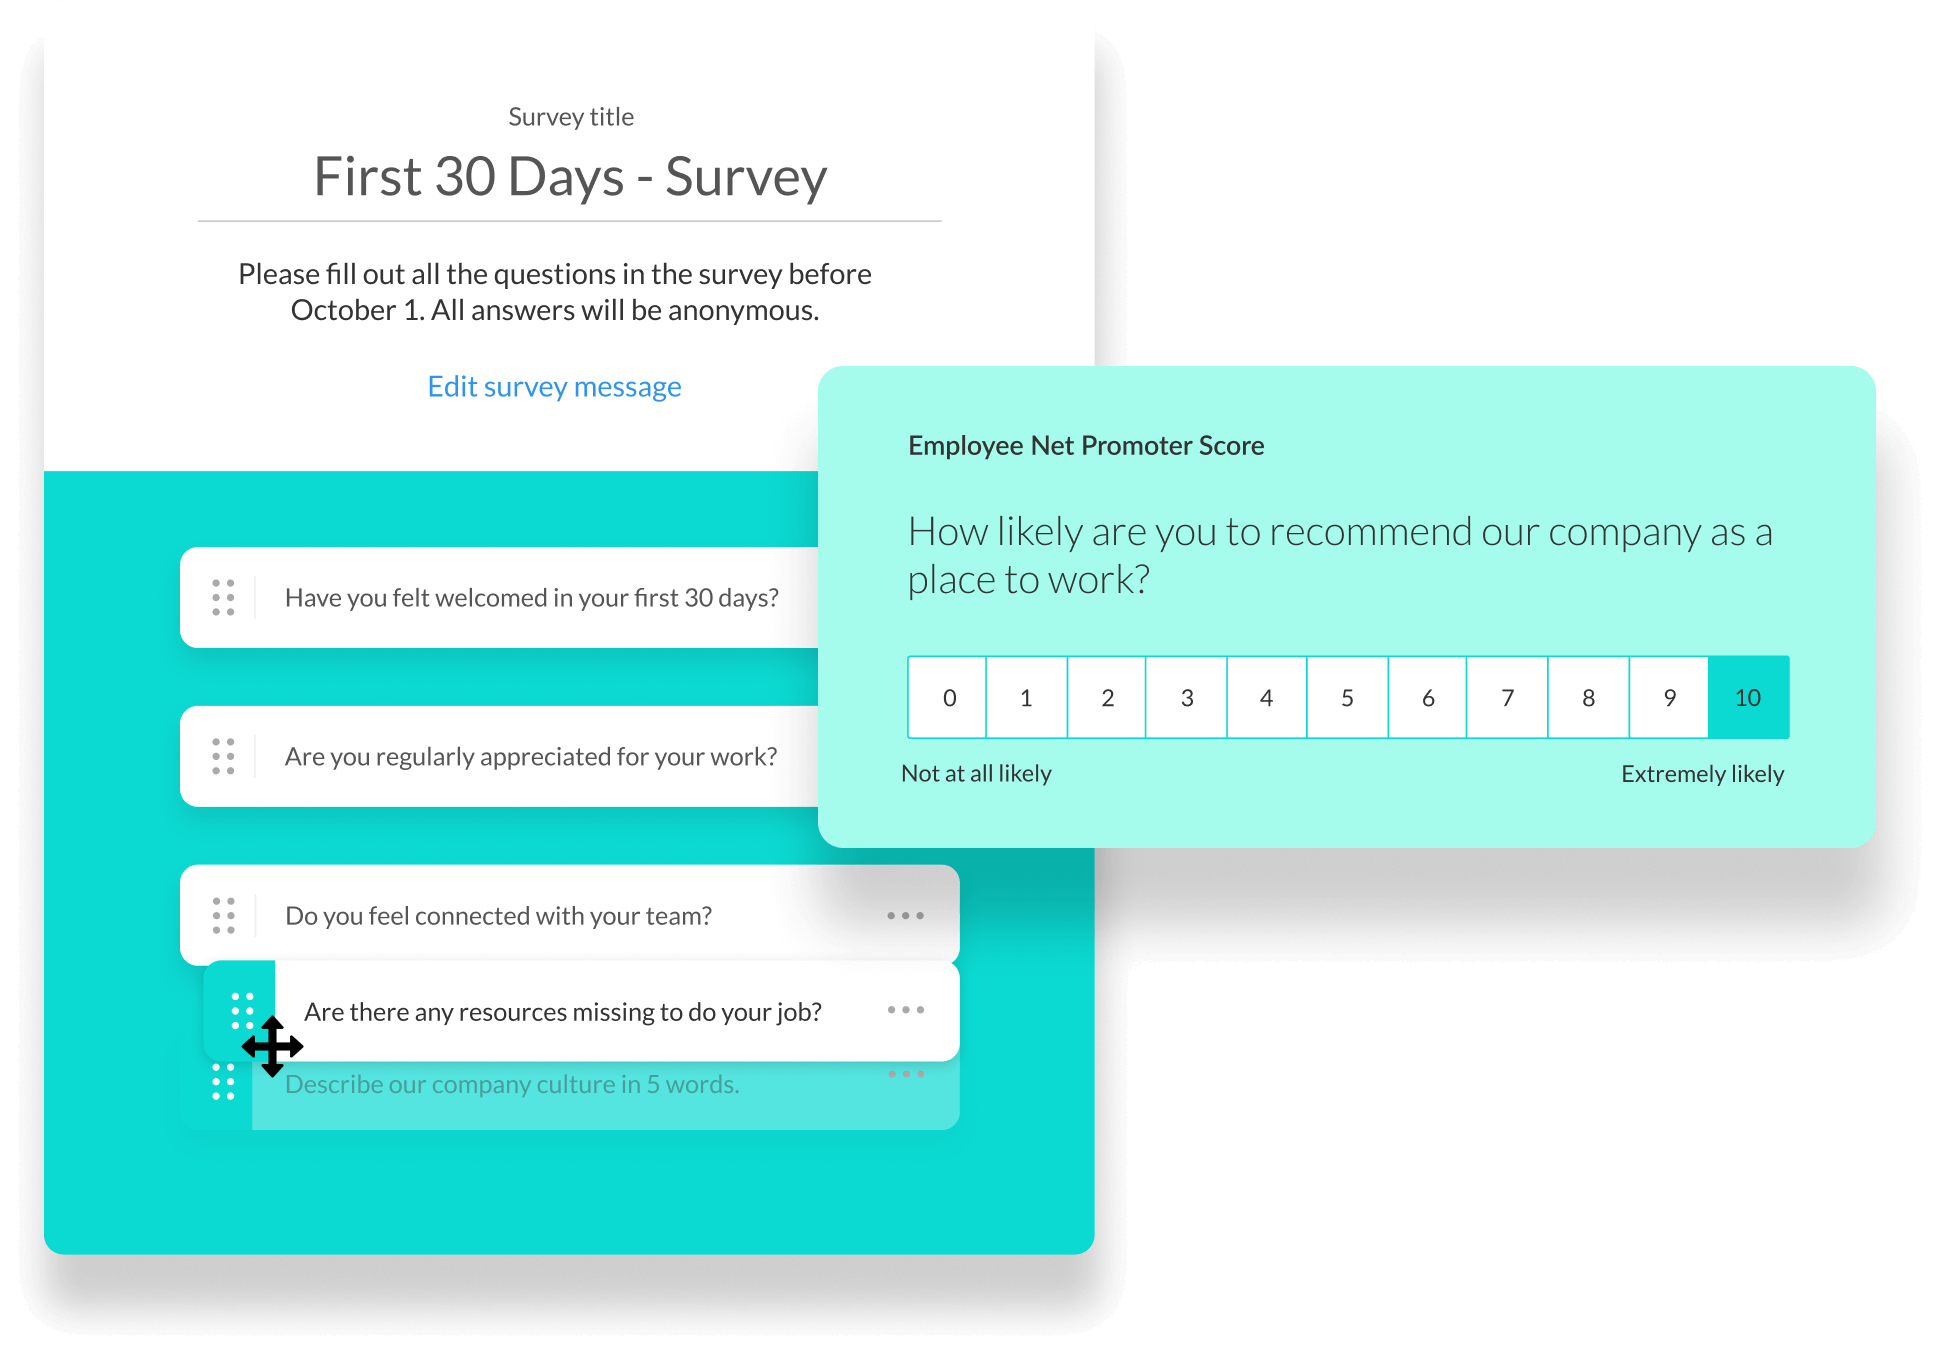 Survey title
First 30 Days - Survey
Please fill out all the questions in the survey before
October 1. All answers will be anonymous.
Edit survey message
Have you felt welcomed in your first 30 days?
Are you regularly appreciated for your work?
Do you feel connected with your team?
Are there any resources missing to do your job?
Describe our company culture in 5 words.
Employee Net Promoter Score
How likely are you to recommend our company as a
place to work?
0 1 2 3 4 5 6 7 8 9 10
Not at all likely Extremely likely